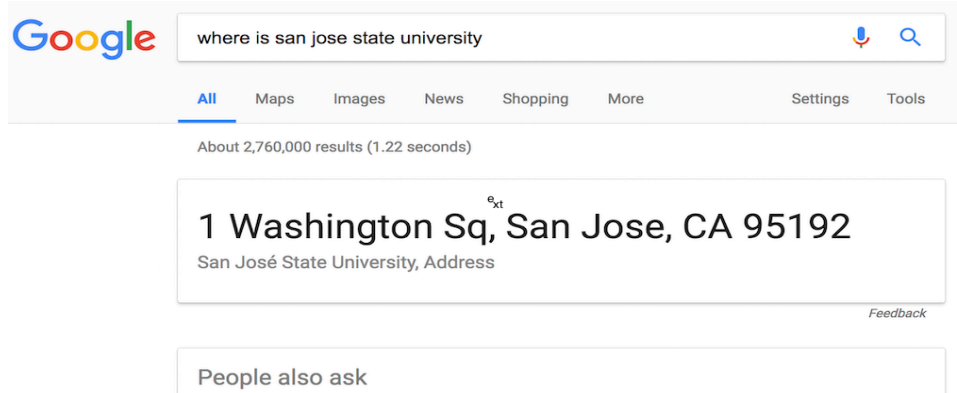 Google
where is san jose state university
All Maps Images News Shopping More Settings Tools
About 2,760,000 results (1.22 seconds)
ext
1 Washington Sq, San Jose, CA 95192
San José State University, Address
Feedback
People also ask